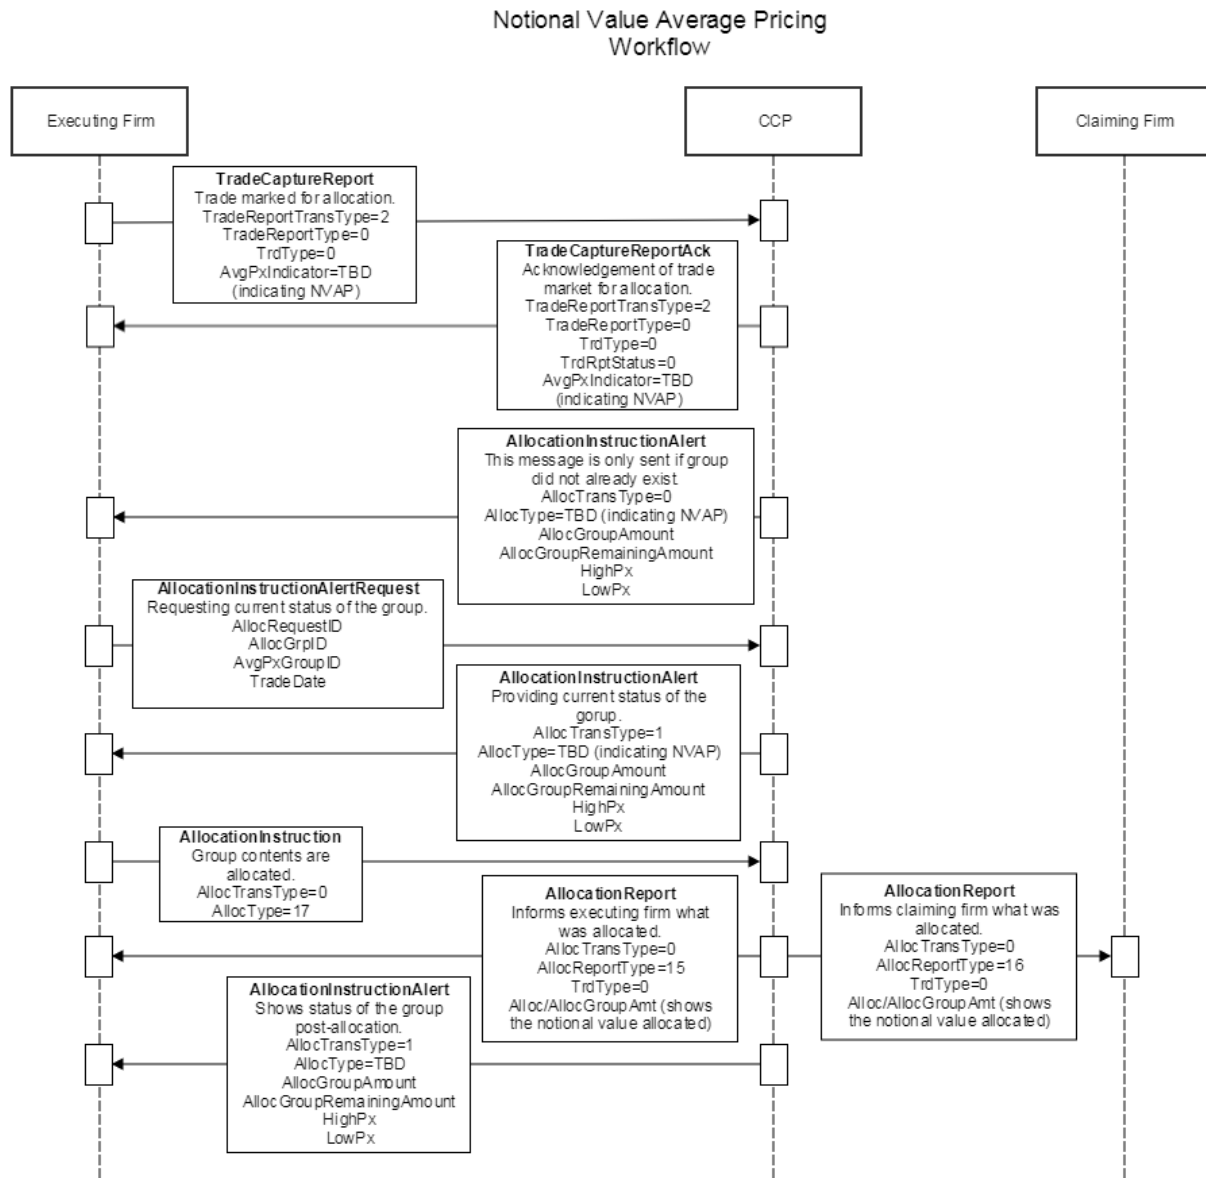 Notional Value Average Pricing
Workflow
Executing Firm
CCP
Claiming Firm
TradeCaptureReport
Trade marked for allocation.
TradeReportTransType=2
TradeReportType=0
TrdType=0
AvgPxIndicator=TBD
(indicating NVAP)
TradeCaptureReportAck
Acknowledgement of trade
market for allocation.
TradeReportTransType=2
TradeReportType=0
TrdType=0
TrdRptStatus=0
AvgPxIndicator=TBD
(indicating NVAP)
AllocationInstructionAlert
This message is only sent if group
did not already exist
AllocTransType=0
AllocType=TBD (indicating NVAP)
AllocGroupAmount
AllocGroupRemainingAmount
HighPx
LowPx
AllocationInstructionAlertRequest
Requesting current status of the group.
AllocRequestID
AllocGrpID
AvgPxGroupID
TradeDate
AllocationInstructionAlert
Providing current status of the
gorup.
AllocTransType=1
AllocType=TBD (indicating NVAP)
AllocGroupAmount
AllocGroupRemainingAmount
HighPx
LowPx
AllocationInstruction
Group contents are
allocated.
AllocTransType=0
AllocType=17
AllocationReport
Informs executing firm what
was allocated.
AllocTransType=0
AllocReportType=15
TrdType=0
Alloc/AllocGroupAmt (shows
the notional value allocated)
AllocationReport
Informs claiming firm what was
allocated.
AllocTransType=0
AllocReportType=16
TrdType=0
Alloc/AllocGroupAmt (shows
the notional value allocated)
AllocationInstructionAlert
Shows status of the group
post-allocation.
AllocTransType=1
AllocType=TBD
AllocGroupAmount
AllocGroupRemainingAmount
HighPx
LowPx